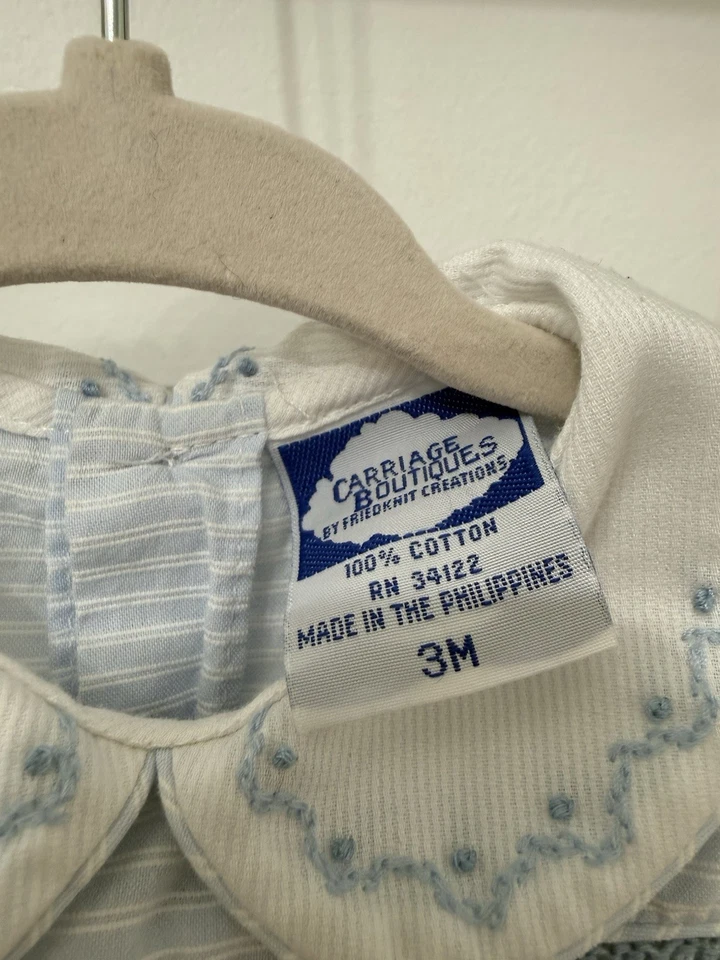 CARRIAGE
BOUTIQUES
BY FRIEDKNIT CREATIONS
100% COTTON
RN 34122
MADE IN THE PHILIPPINES
3M